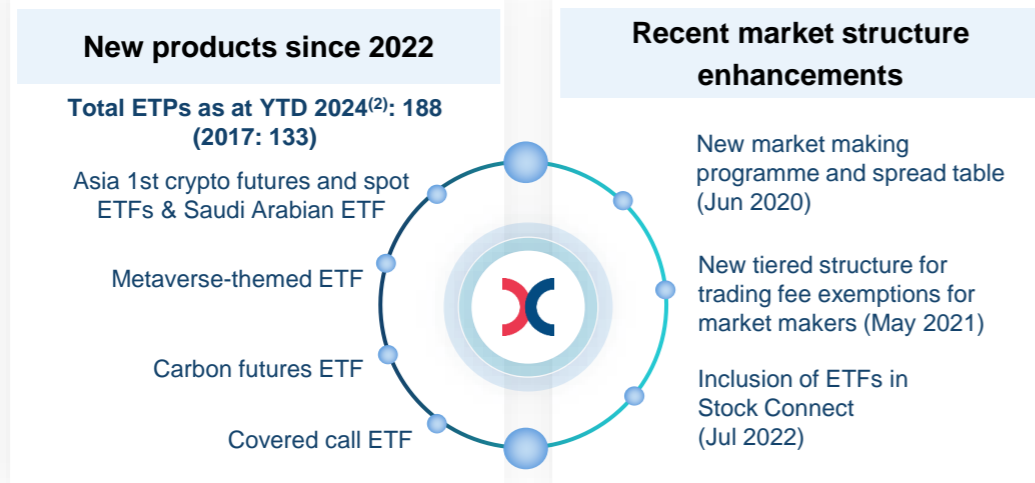 New products since 2022
Total ETPs as at YTD 2024(2): 188
(2017: 133)
Asia 1st crypto futures and spot
ETFs & Saudi Arabian ETF
Metaverse-themed ETF
Carbon futures ETF
Covered call ETF
Recent market structure
enhancements
New market making
programme and spread table
(Jun 2020)
New tiered structure for
trading fee exemptions for
market makers (May 2021)
Inclusion of ETFs in
Stock Connect
(Jul 2022)